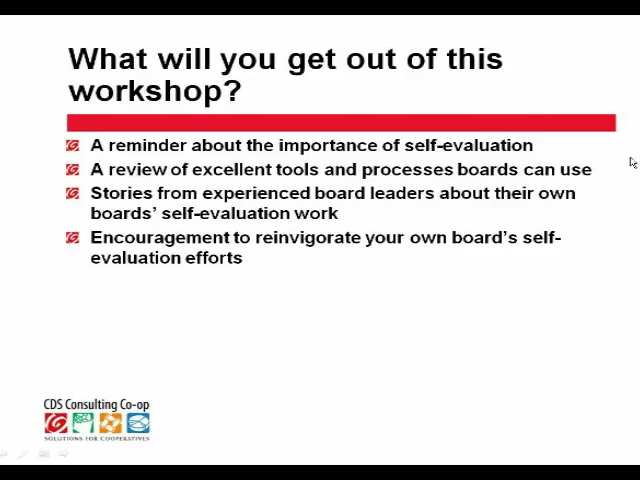 What will you get out of this
workshop?
A reminder about the importance of self-evaluation
A review of excellent tools and processes boards can use
Stories from experienced board leaders about their own
boards’ self-evaluation work
Encouragement to reinvigorate your own board’s self-
evaluation efforts
CDS Consulting Co-op
SOLUTIONS FOR COOPERATIVES